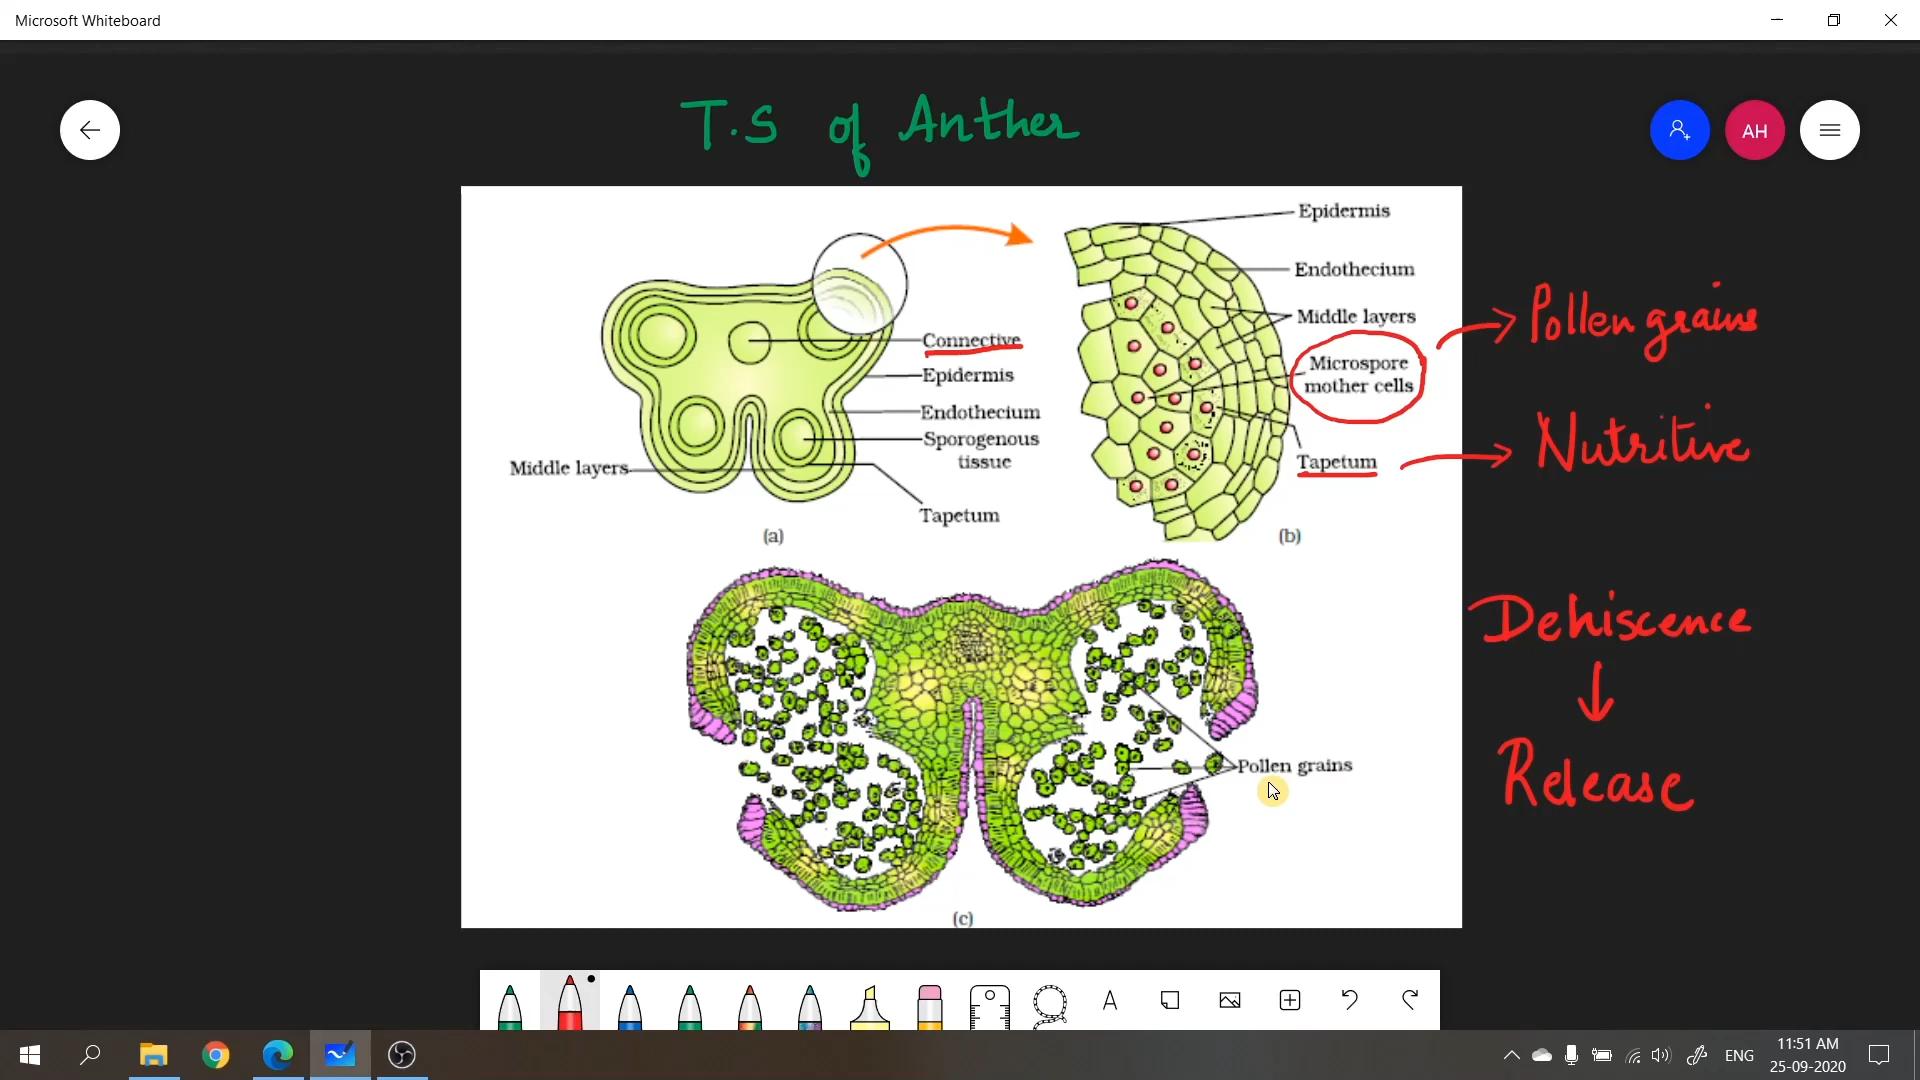 Microsoft Whiteboard
T.S of Anther
AH
Connective
Epidermis
Endothecium
Sporogenous
tissue
Middle layers
Tapetum
(a)
Epidermis
Endothecium
Middle layers
Microspore
mother cells
Tapetum
(b)
Pollen grains
Nutritive
Dehiscence
Release
Pollen grains
(c)
A
ENG
11:51 AM
25-09-2020